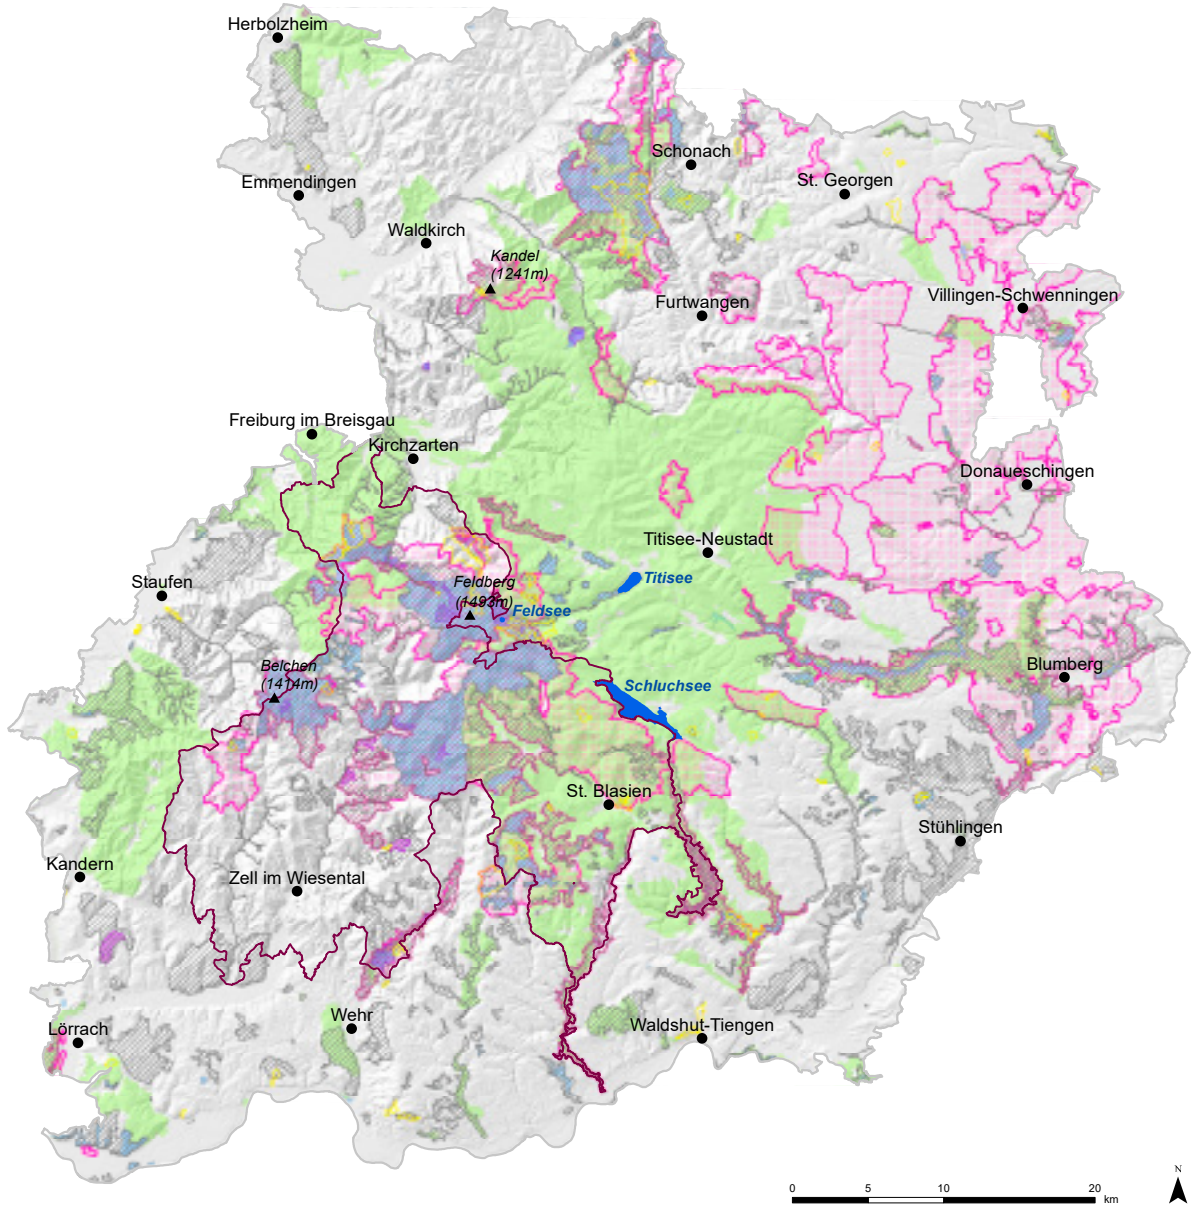 Herbolzheim
Schonach
Emmendingen
St. Georgen
Waldkirch
Kandel
(1241m)
Villingen-Schwenningen
Furtwangen
Freiburg im Breisgau
Kirchzarten
Donaueschingen
Titisee-Neustadt
Staufen
Feldberg
(1493m)
Titisee
Feldsee
Belchen
(1414m)
Blumberg
Schluchsee
St. Blasien
Stühlingen
Kandern
Zell im Wiesental
Wehr
Lörrach
Waldshut-Tiengen
N
0 5 10 20
km